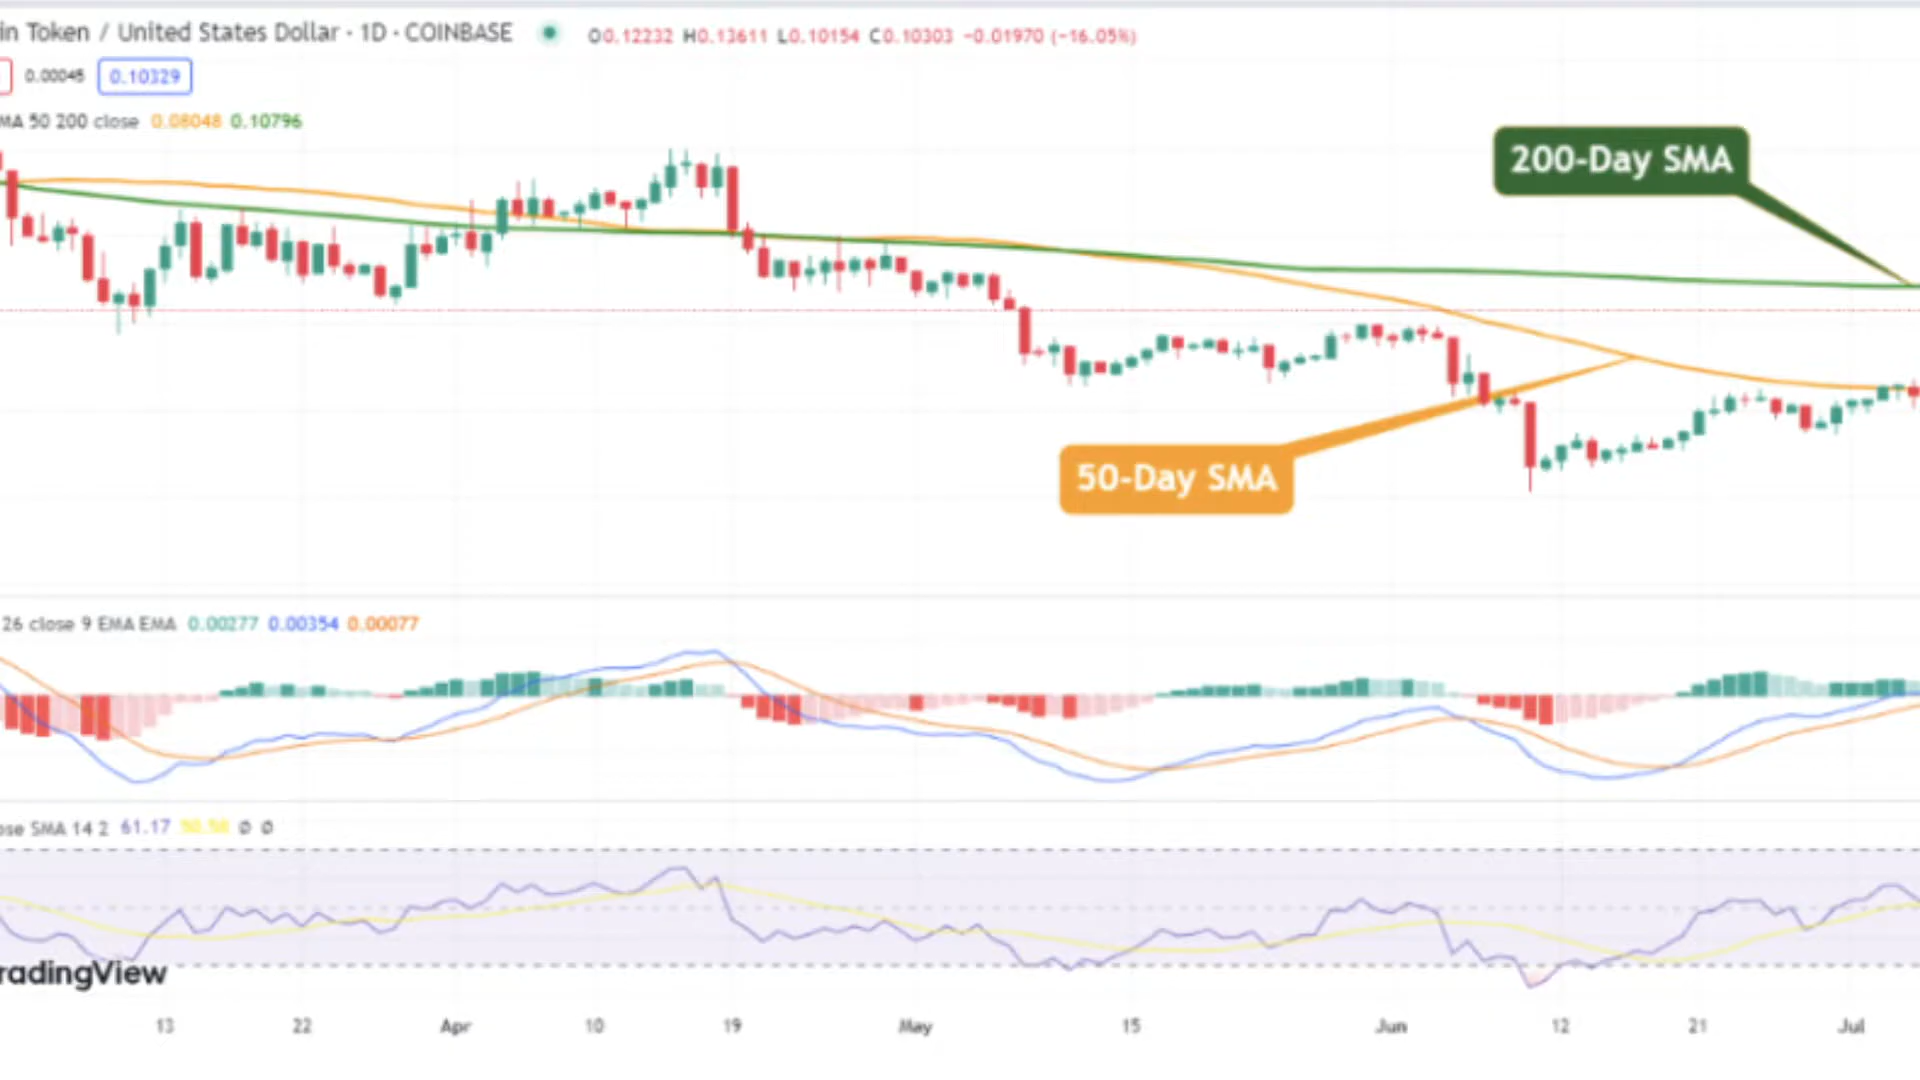 in Token / United States Dollar · 1D · COINBASE O0.12232 H0.13611 L0.10154 C0.10303 −0.01970 (−16.05%)
0.00045 0.10329
MA 50 200 close 0.08048 0.10796
200-Day SMA
50-Day SMA
26 close 9 EMA EMA 0.00277 0.00354 0.00077
ose SMA 14 2 61.17 Ø Ø
radingView
13 22 Apr 10 19 May 15 Jun 12 21 Jul